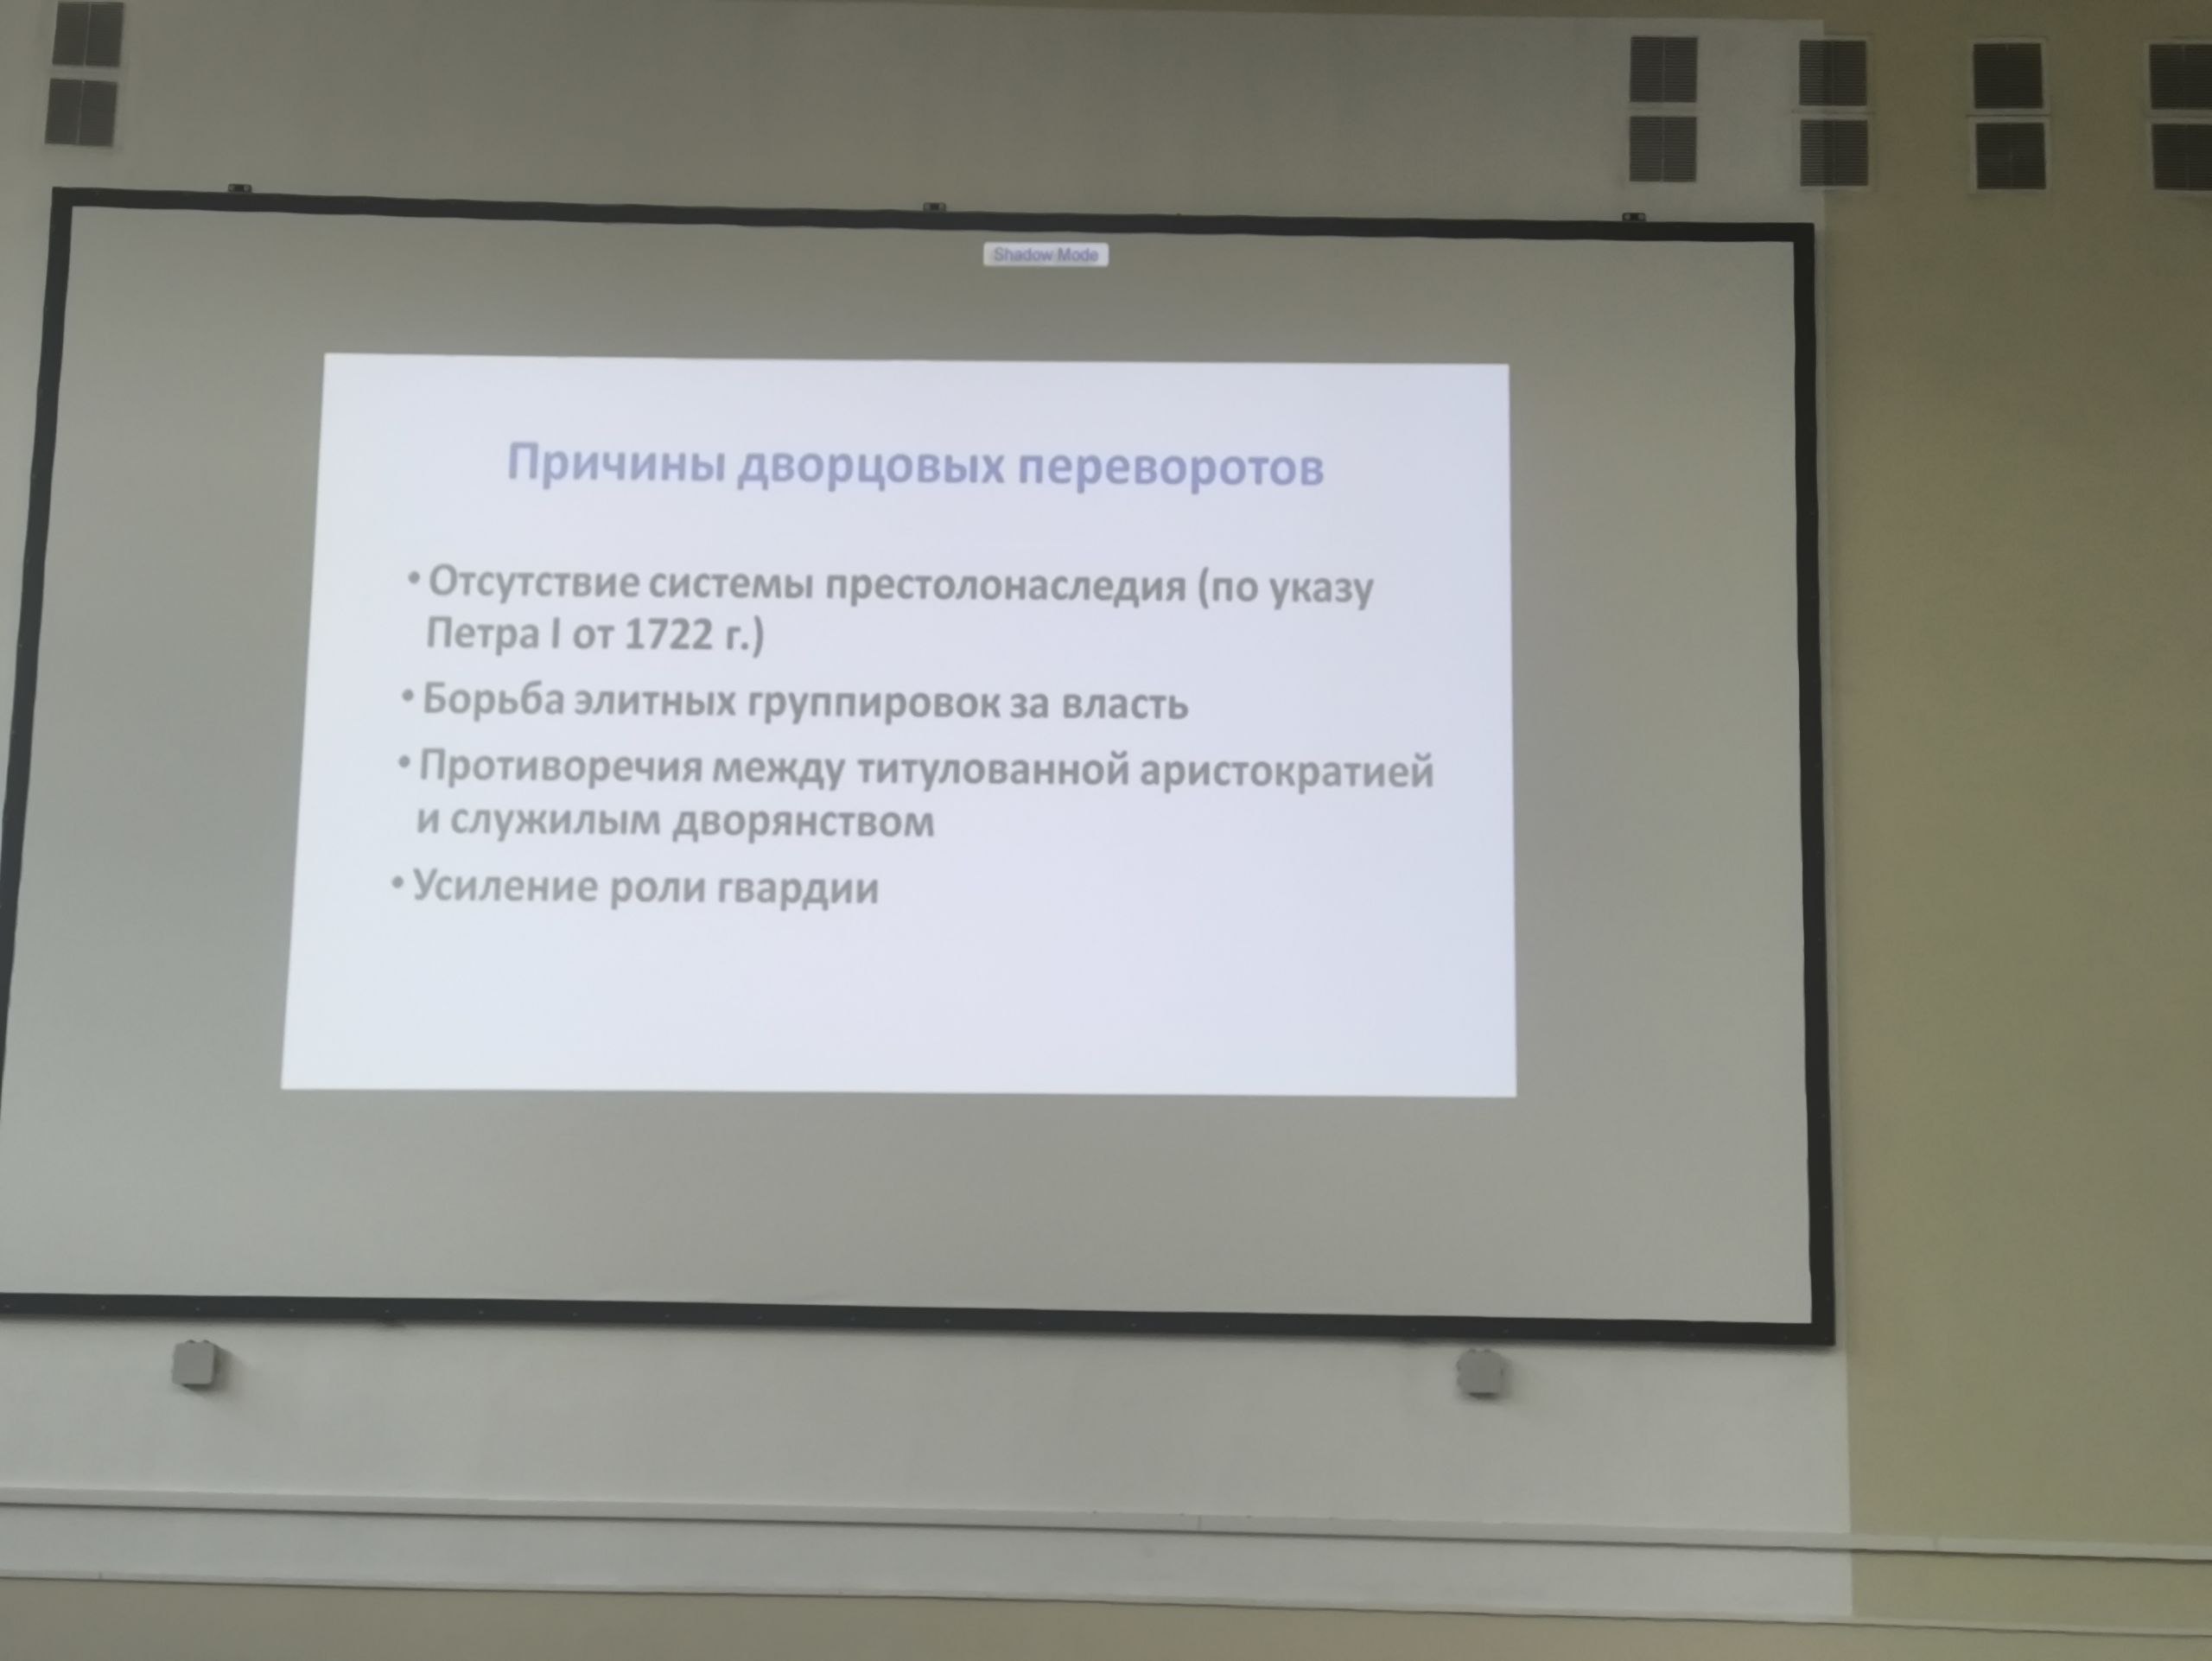 Shadow Mode
Причины дворцовых переворотов
• Отсутствие системы престолонаследия (по указу
Петра I от 1722 г.)
• Борьба элитных группировок за власть
• Противоречия между титулованной аристократией
и служилым дворянством
• Усиление роли гвардии